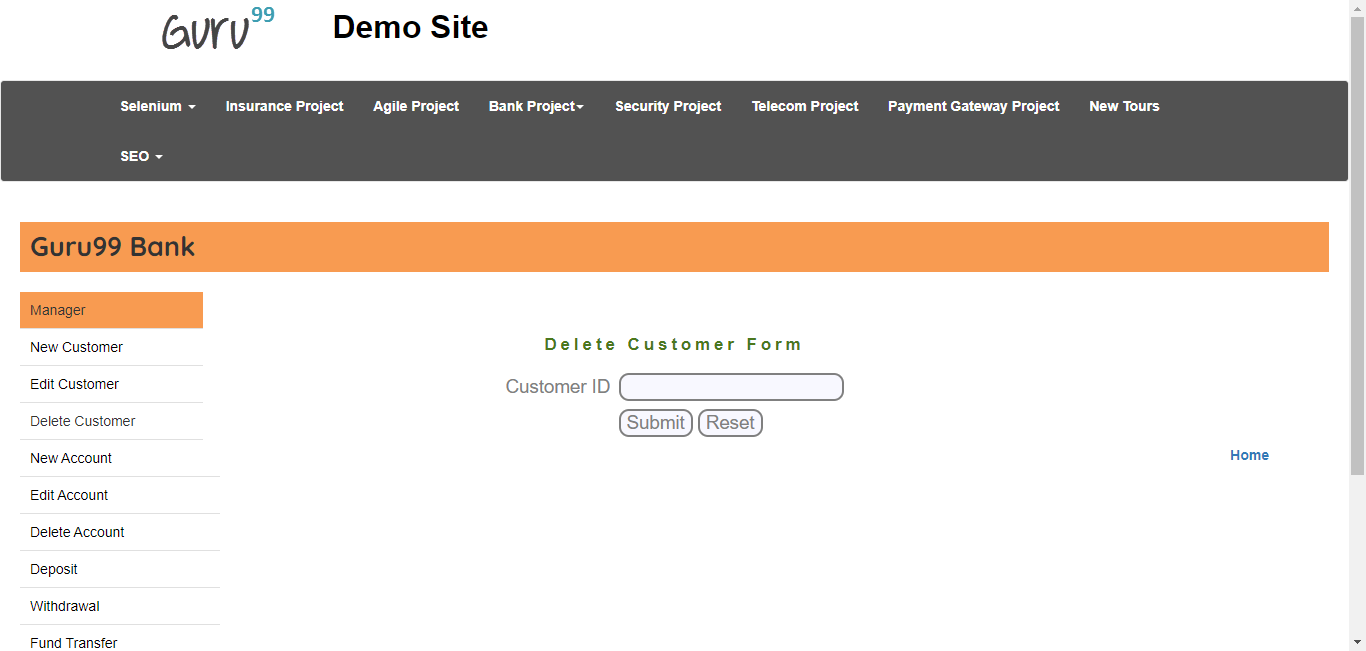 Guru99 Demo Site
Selenium Insurance Project Agile Project Bank Project Security Project Telecom Project Payment Gateway Project New Tours
SEO
Guru99 Bank
Manager
New Customer
Edit Customer
Delete Customer
New Account
Edit Account
Delete Account
Deposit
Withdrawal
Fund Transfer
Delete Customer Form
Customer ID
Submit Reset
Home